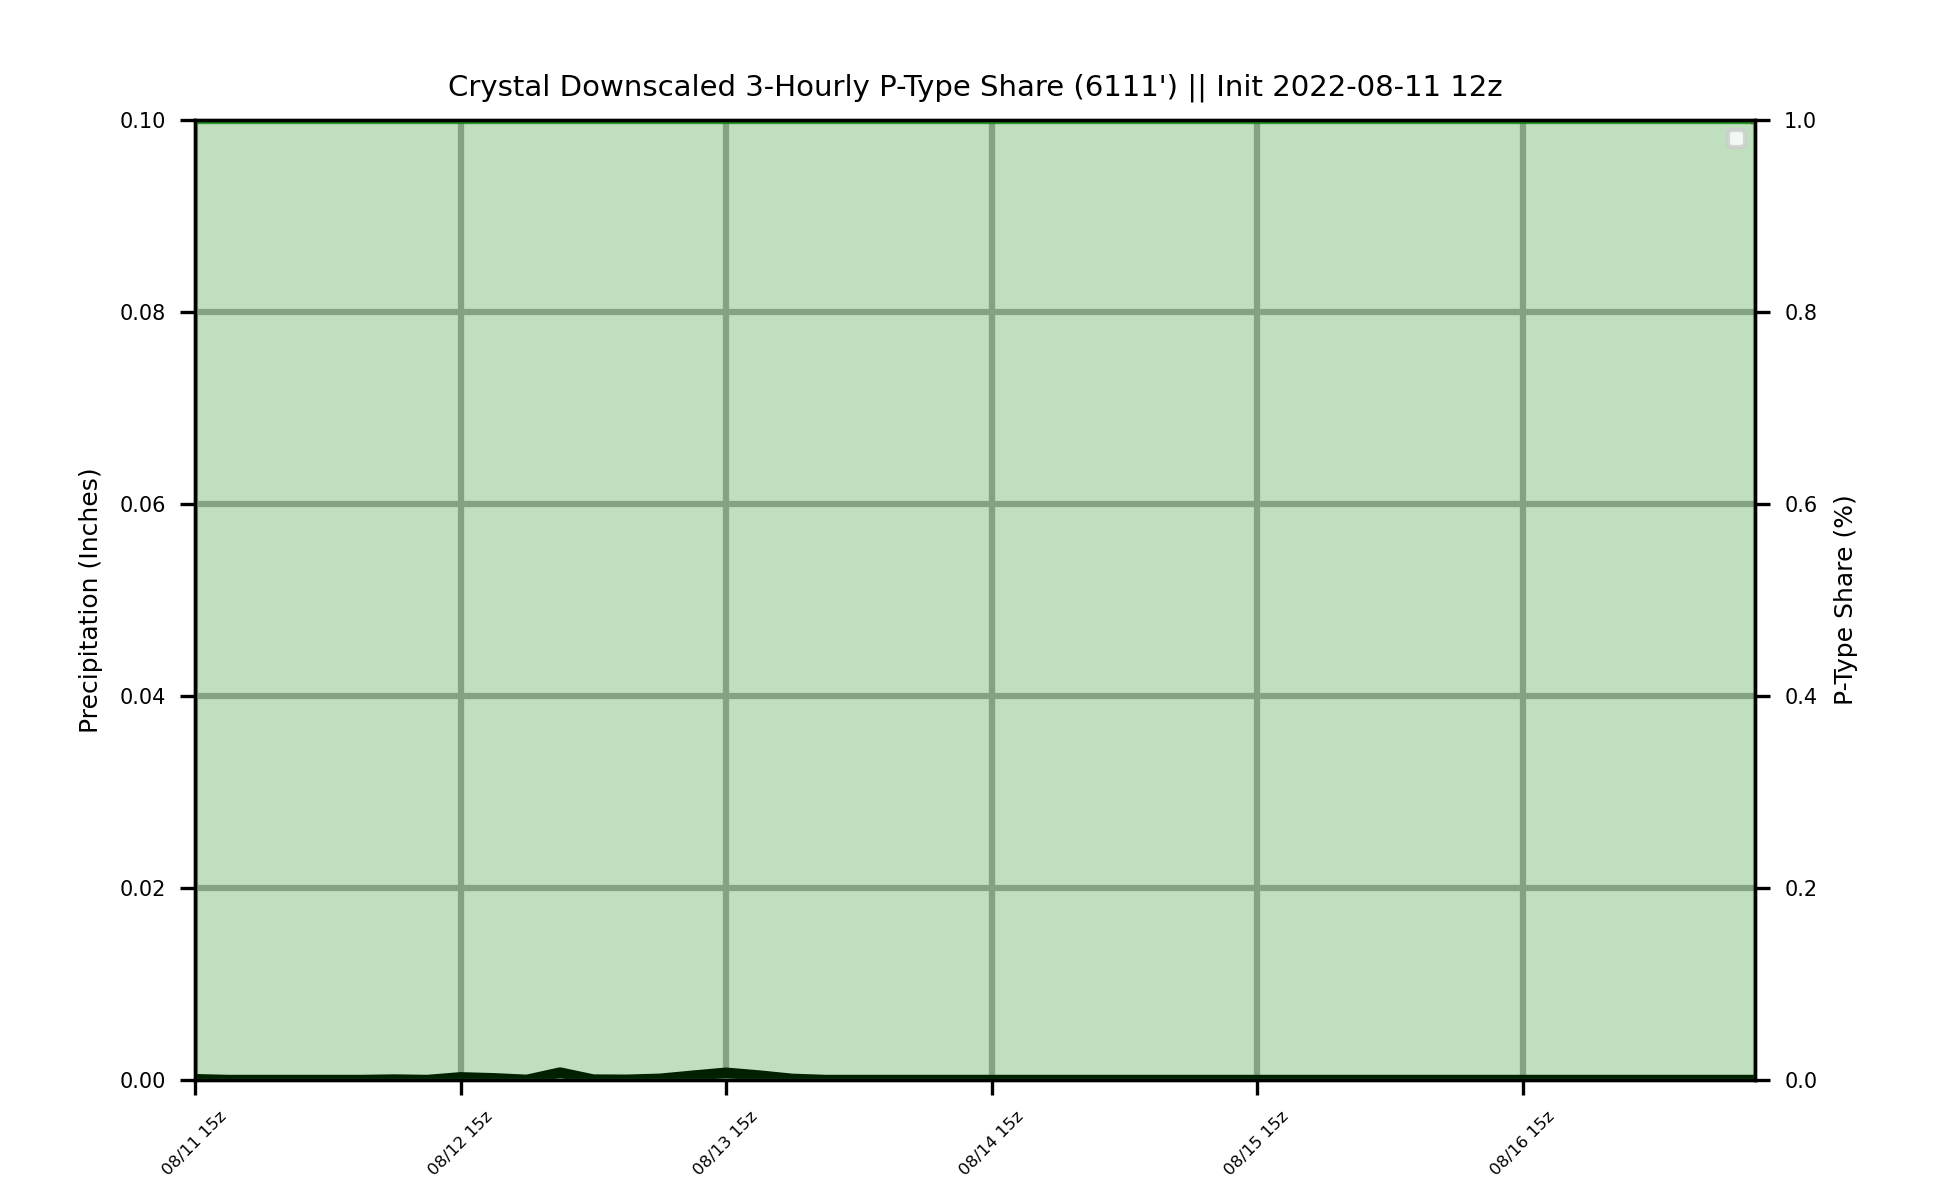 Crystal Downscaled 3-Hourly P-Type Share (6111') || Init 2022-08-11 12z
0.10
0.08
0.06
0.04
0.02
0.00
Precipitation (Inches)
1.0
0.8
0.6
0.4
0.2
0.0
P-Type Share (%)
08/11 15z
08/12 15z
08/13 15z
08/14 15z
08/15 15z
08/16 15z